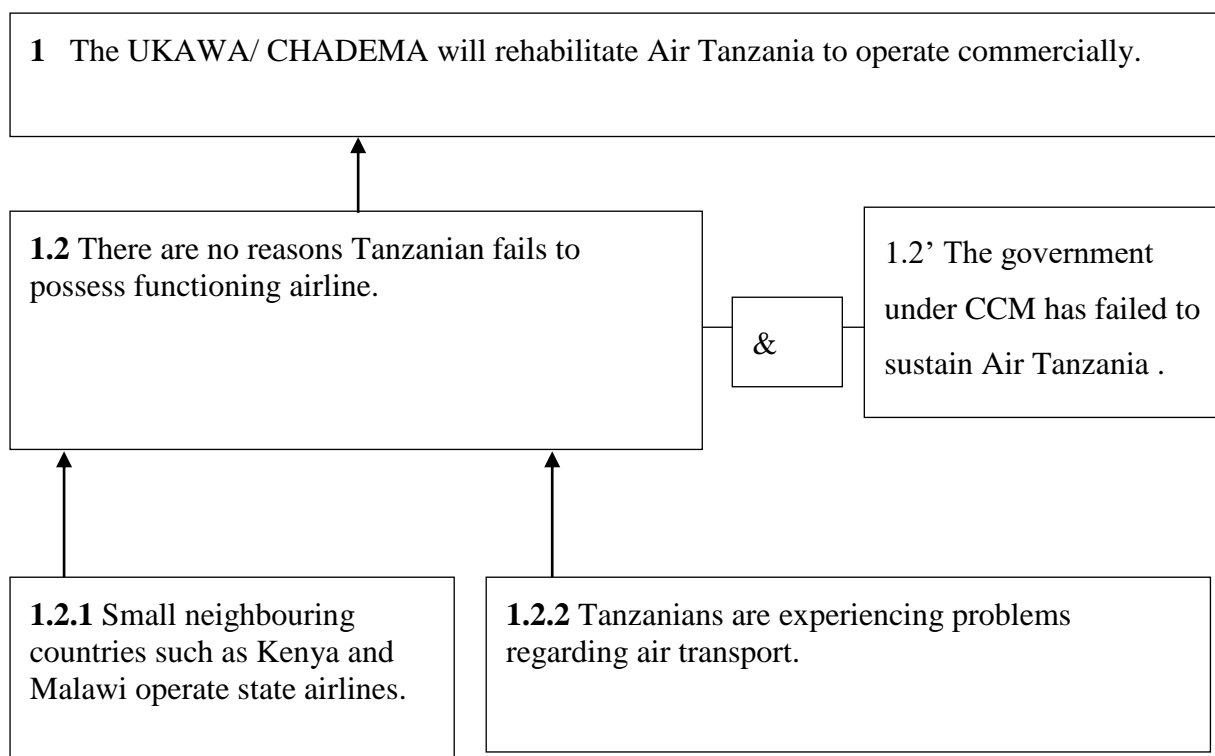 1 The UKAWA/ CHADEMA will rehabilitate Air Tanzania to operate commercially.
1.2 There are no reasons Tanzanian fails to
possess functioning airline.
&
1.2’ The government
under CCM has failed to
sustain Air Tanzania .
1.2.1 Small neighbouring
countries such as Kenya and
Malawi operate state airlines.
1.2.2 Tanzanians are experiencing problems
regarding air transport.